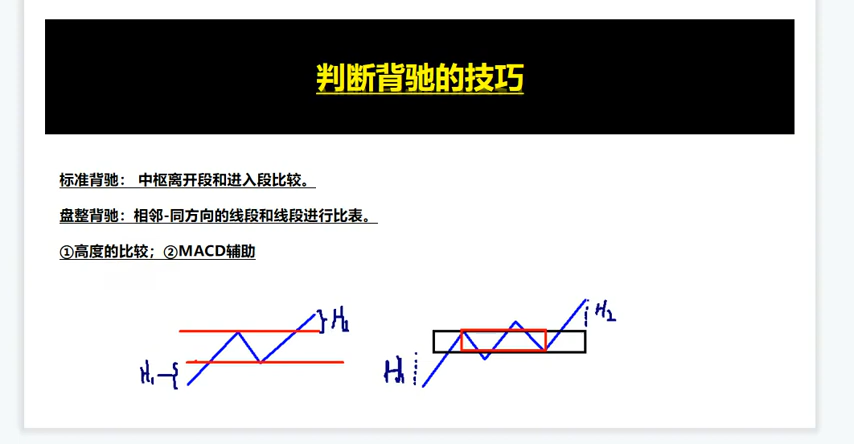 判断背驰的技巧
标准背驰： 中枢离开段和进入段比较。
盘整背驰：相邻-同方向的线段和线段进行比表。
①高度的比较；②MACD辅助
H2
H1
H2
H1